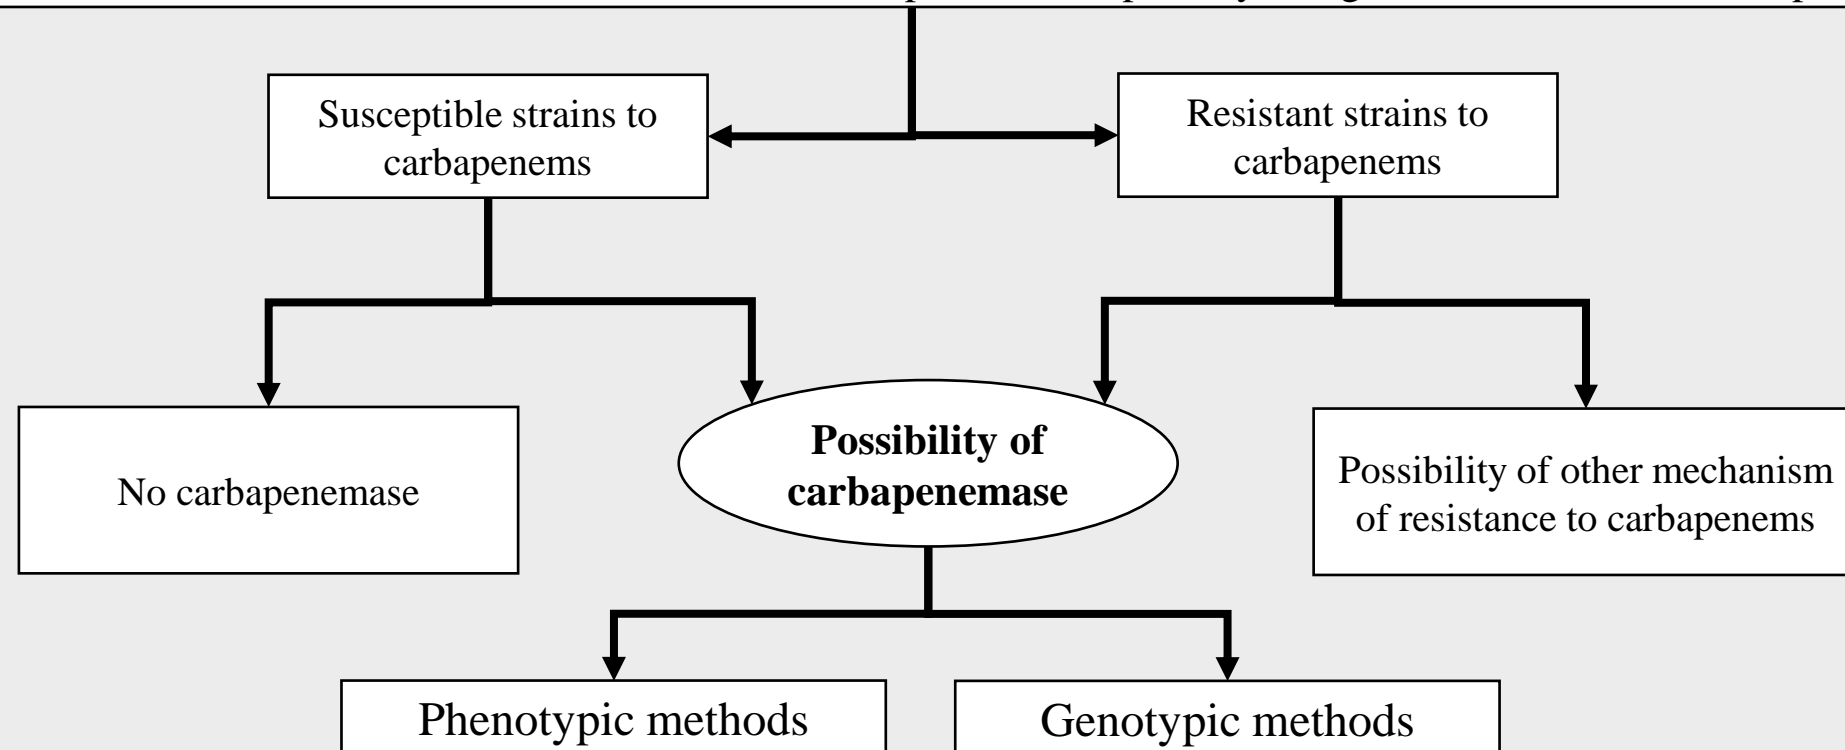 Susceptible strains to
carbapenems
Resistant strains to
carbapenems
No carbapenemase
Possibility of
carbapenemase
Possibility of other mechanism
of resistance to carbapenems
Phenotypic methods
Genotypic methods